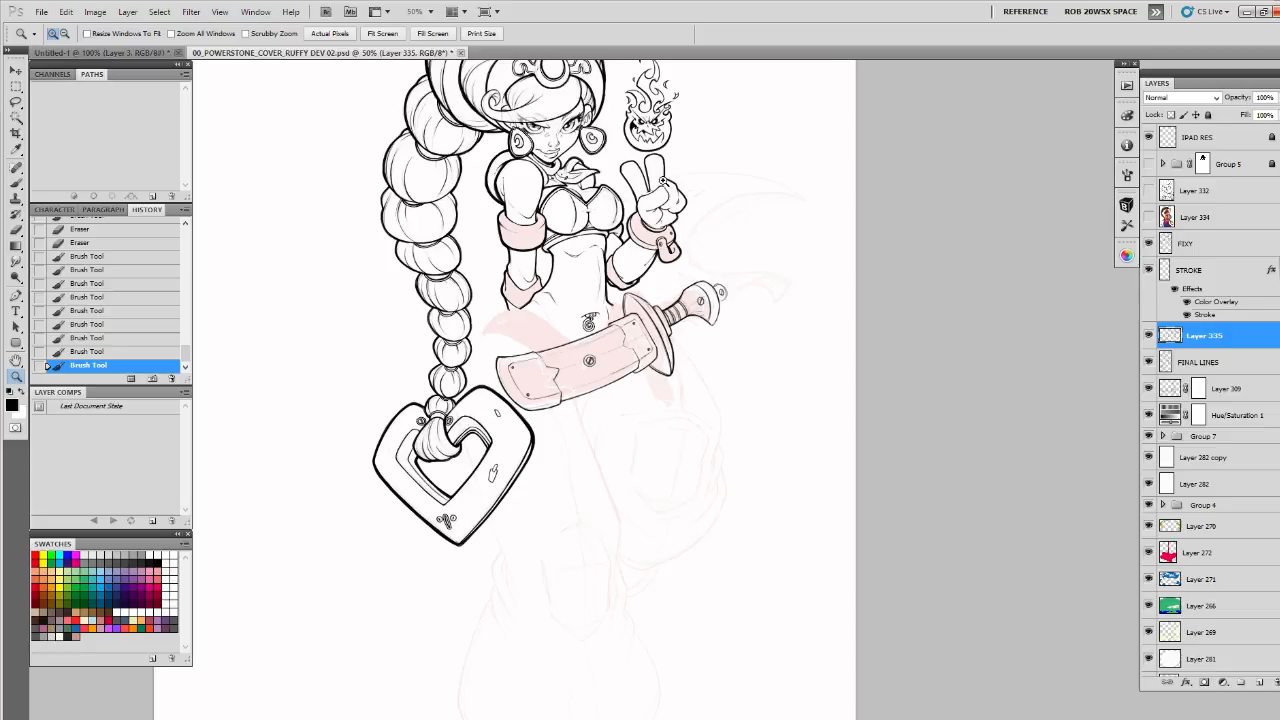 Ps File Edit Image Layer Select Filter View Window Help Br Mb 50% REFERENCE ROB 20WSX SPACE CS Live
Resize Windows To Fit Zoom All Windows Scrubby Zoom Actual Pixels Fit Screen Fill Screen Print Size
Untitled-1 @ 100% (Layer 3, RGB/8#) * 00_POWERSTONE_COVER_RUFFY DEV 02.psd @ 50% (Layer 335, RGB/8*) *
CHANNELS PATHS
CHARACTER PARAGRAPH HISTORY
Eraser
Eraser
Brush Tool
Brush Tool
Brush Tool
Brush Tool
Brush Tool
Brush Tool
Brush Tool
Brush Tool
Brush Tool
LAYER COMPS
Last Document State
SWATCHES
LAYERS
Normal Opacity: 100%
Lock: Fill: 100%
IPAD RES
Group 5
Layer 332
Layer 334
FIXY
STROKE fx
Effects
Color Overlay
Stroke
Layer 335
FINAL LINES
Layer 309
Hue/Saturation 1
Group 7
Layer 282 copy
Layer 282
Group 4
Layer 270
Layer 272
Layer 271
Layer 266
Layer 269
Layer 281